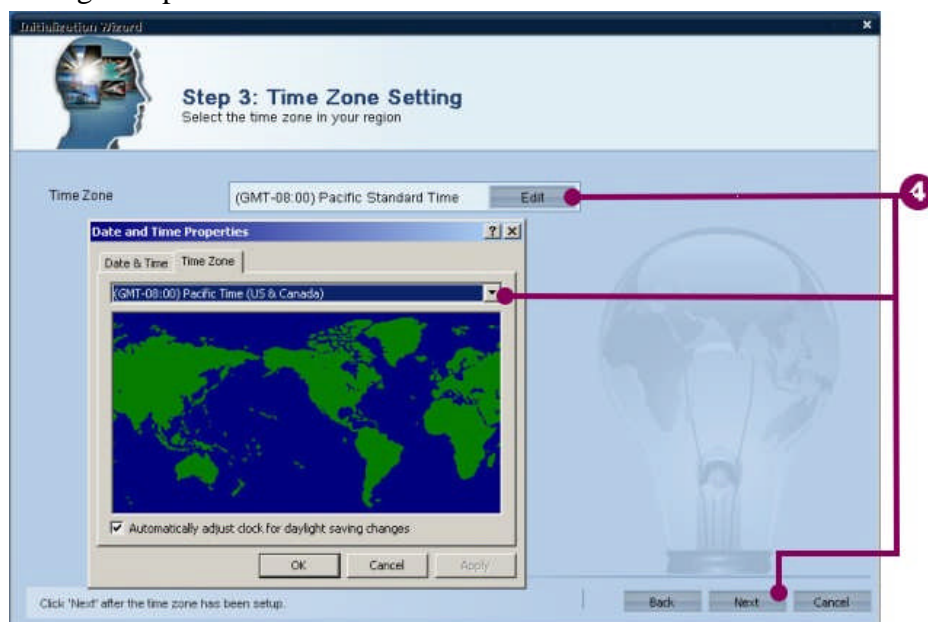 Initialization Wizard
Step 3: Time Zone Setting
Select the time zone in your region
4
Time Zone
(GMT-08:00) Pacific Standard Time
Edit
Date and Time Properties
Date & Time
Time Zone
(GMT-08:00) Pacific Time (US & Canada)
Automatically adjust clock for daylight saving changes
OK
Cancel
Apply
Click 'Next' after the time zone has been setup.
Back
Next
Cancel